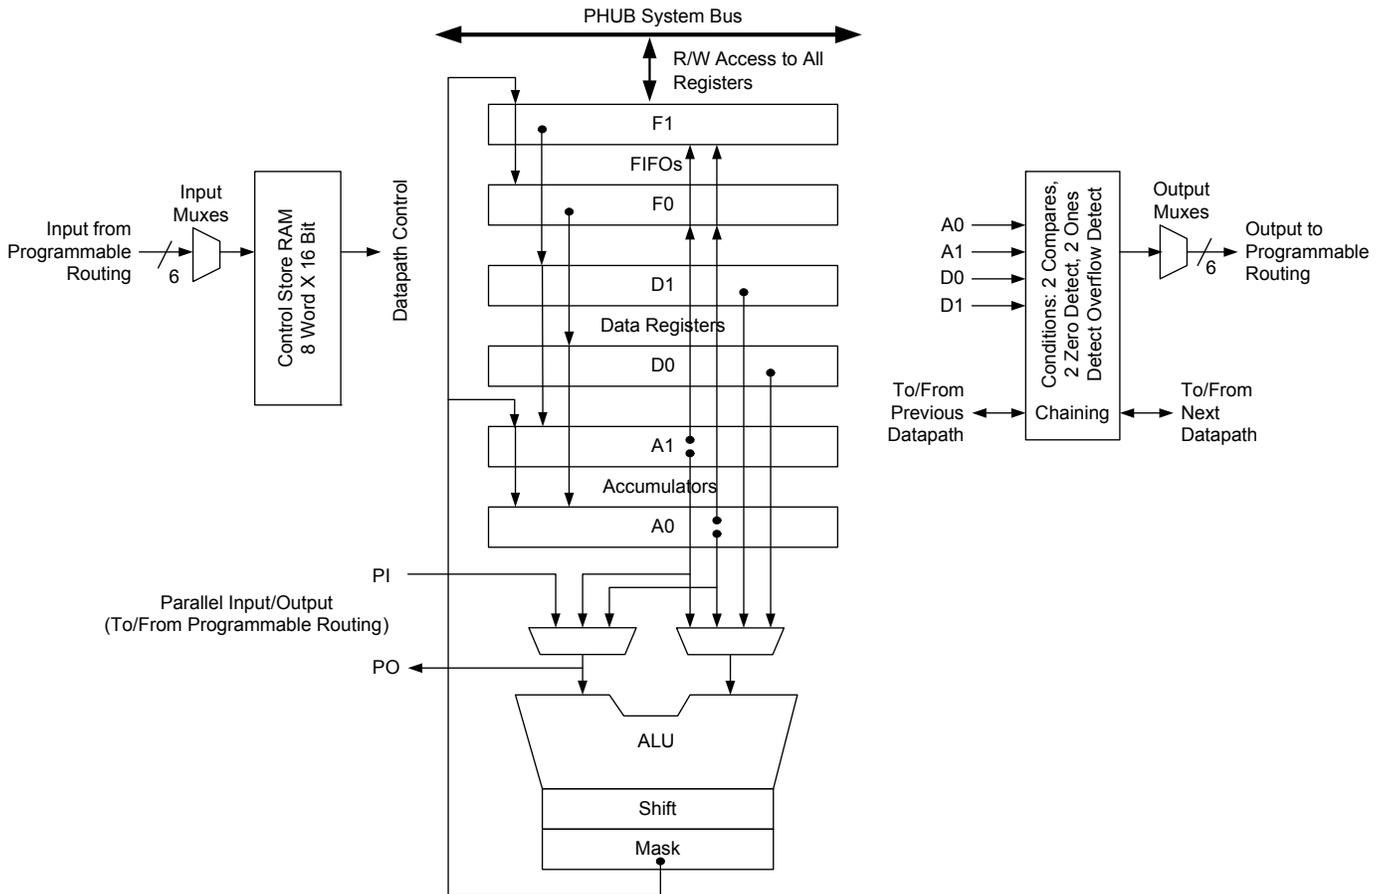 PHUB System Bus
R/W Access to All
Registers
F1
FIFOs
F0
D1
Data Registers
D0
A1
Accumulators
A0
Input from
Programmable
Routing
6
Input
Muxes
Control Store RAM
8 Word X 16 Bit
Datapath Control
A0
A1
D0
D1
Conditions: 2 Compares,
2 Zero Detect, 2 Ones
Detect Overflow Detect
Output
Muxes
6
Output to
Programmable
Routing
To/From
Previous
Datapath
Chaining
To/From
Next
Datapath
PI
Parallel Input/Output
(To/From Programmable Routing)
PO
ALU
Shift
Mask